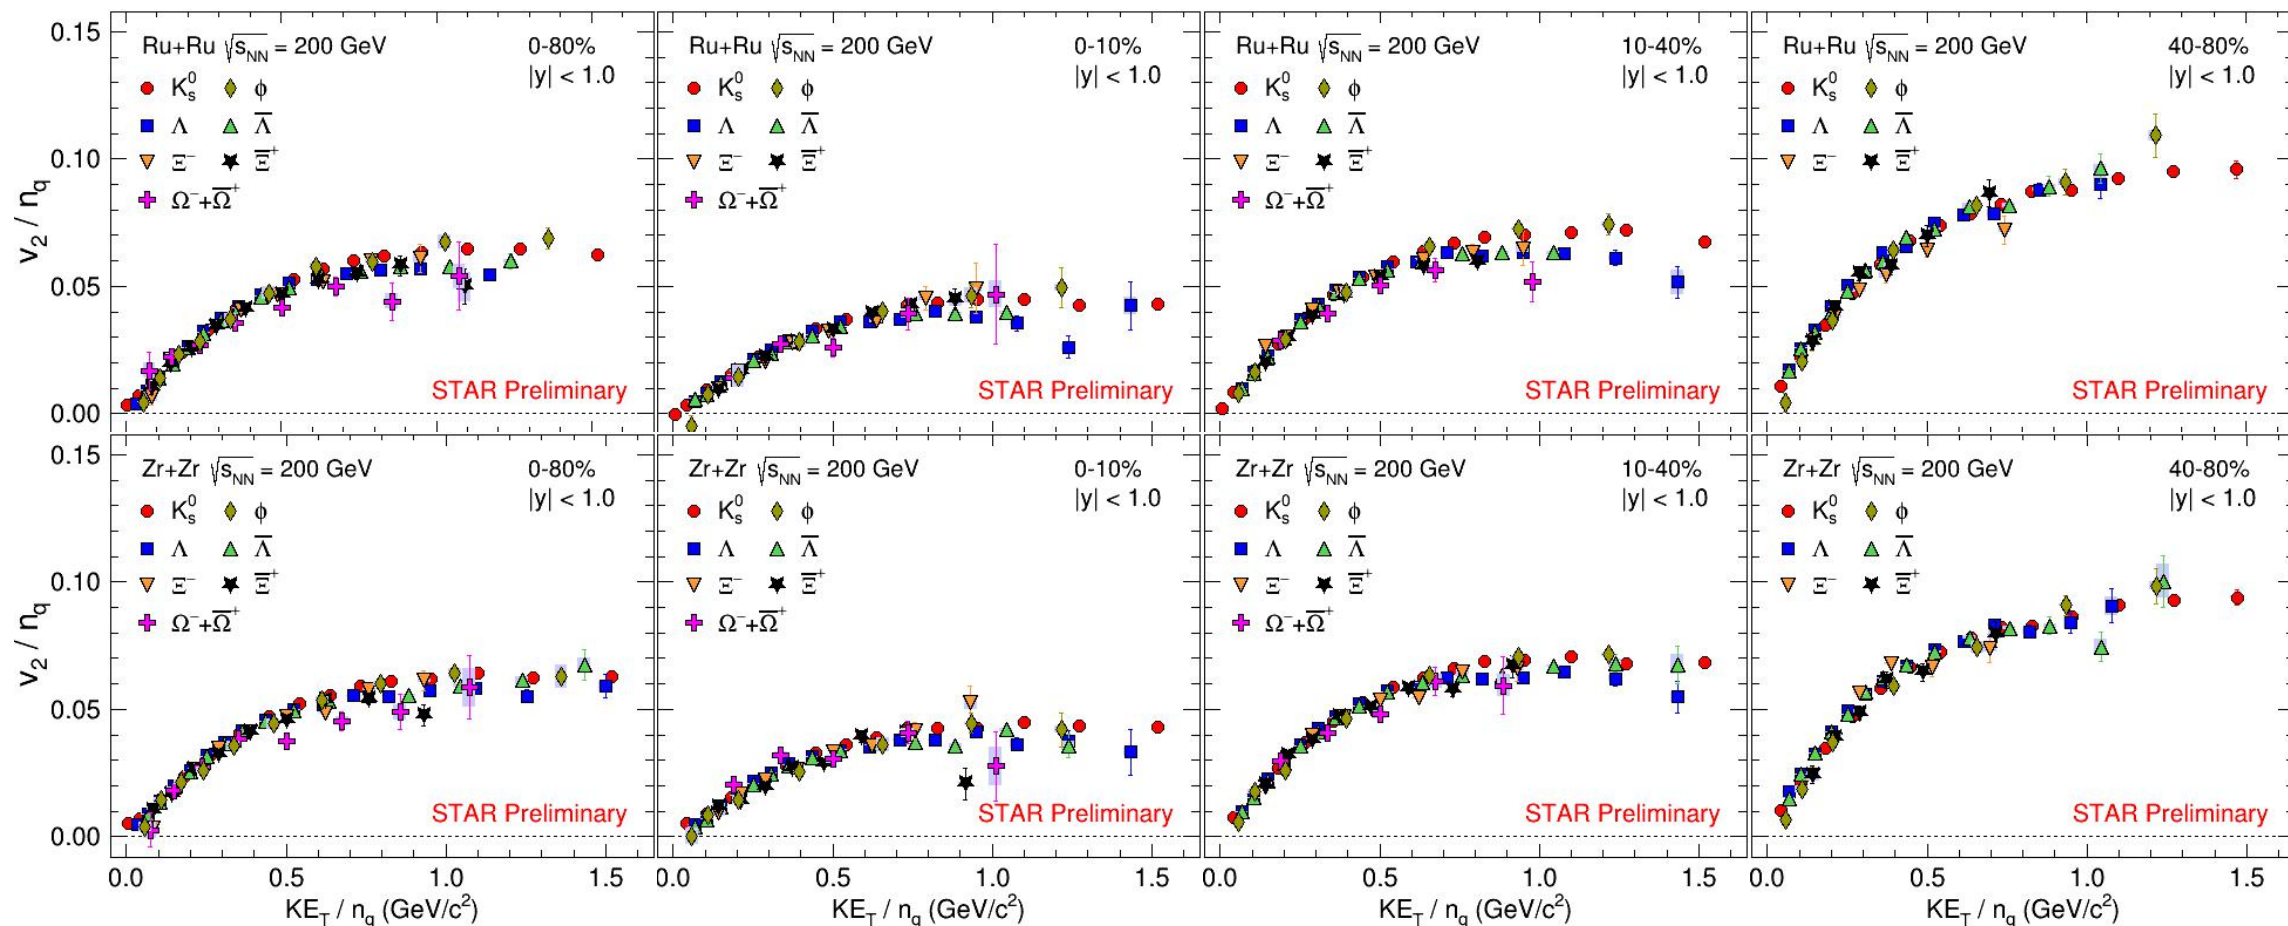 0.15
Ru+Ru √sNN = 200 GeV 0-80%
|y| < 1.0
K⁰s ϕ
Λ Λ̅
Ξ⁻ Ξ̅⁺
Ω⁻+Ω̅⁺
0.10
0.05
0.00
v₂ / nq
STAR Preliminary
Ru+Ru √sNN = 200 GeV 0-10%
|y| < 1.0
K⁰s ϕ
Λ Λ̅
Ξ⁻ Ξ̅⁺
Ω⁻+Ω̅⁺
STAR Preliminary
Ru+Ru √sNN = 200 GeV 10-40%
|y| < 1.0
K⁰s ϕ
Λ Λ̅
Ξ⁻ Ξ̅⁺
Ω⁻+Ω̅⁺
STAR Preliminary
Ru+Ru √sNN = 200 GeV 40-80%
|y| < 1.0
K⁰s ϕ
Λ Λ̅
Ξ⁻ Ξ̅⁺
STAR Preliminary
0.15
Zr+Zr √sNN = 200 GeV 0-80%
|y| < 1.0
K⁰s ϕ
Λ Λ̅
Ξ⁻ Ξ̅⁺
Ω⁻+Ω̅⁺
0.10
0.05
0.00
v₂ / nq
STAR Preliminary
0.0 0.5 1.0 1.5
KE_T / nq (GeV/c²)
Zr+Zr √sNN = 200 GeV 0-10%
|y| < 1.0
K⁰s ϕ
Λ Λ̅
Ξ⁻ Ξ̅⁺
Ω⁻+Ω̅⁺
STAR Preliminary
0.0 0.5 1.0 1.5
KE_T / nq (GeV/c²)
Zr+Zr √sNN = 200 GeV 10-40%
|y| < 1.0
K⁰s ϕ
Λ Λ̅
Ξ⁻ Ξ̅⁺
Ω⁻+Ω̅⁺
STAR Preliminary
0.0 0.5 1.0 1.5
KE_T / nq (GeV/c²)
Zr+Zr √sNN = 200 GeV 40-80%
|y| < 1.0
K⁰s ϕ
Λ Λ̅
Ξ⁻ Ξ̅⁺
STAR Preliminary
0.0 0.5 1.0 1.5
KE_T / nq (GeV/c²)